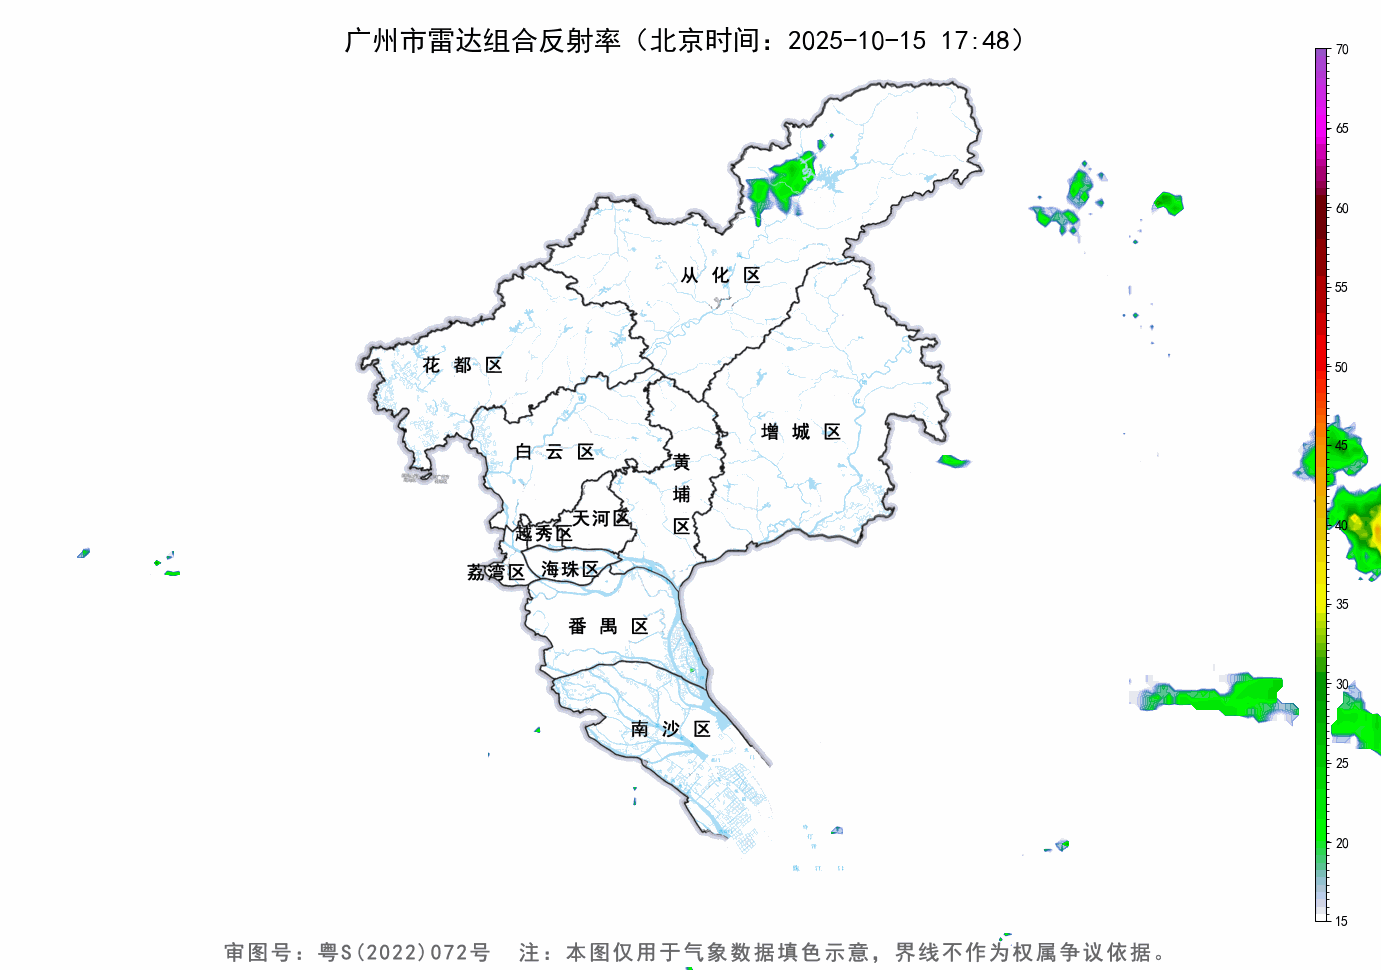 广州市雷达组合反射率（北京时间：2025-10-15 17:48）
70
65
60
55
50
45
40
35
30
25
20
15
从化区
花都区
增城区
白云区
黄埔区
天河区
越秀区
荔湾区
海珠区
番禺区
南沙区
审图号：粤S(2022)072号 注：本图仅用于气象数据填色示意，界线不作为权属争议依据。